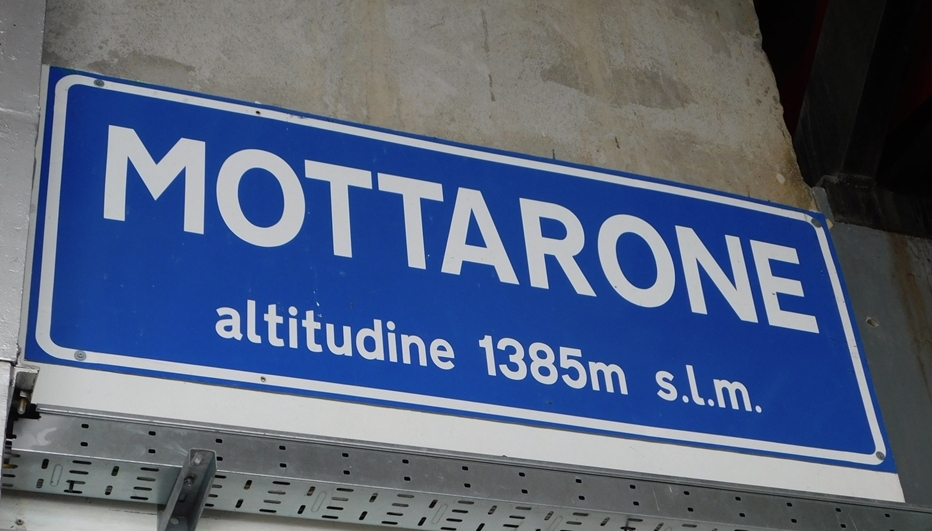 MOTTARONE
altitudine 1385m s.l.m.